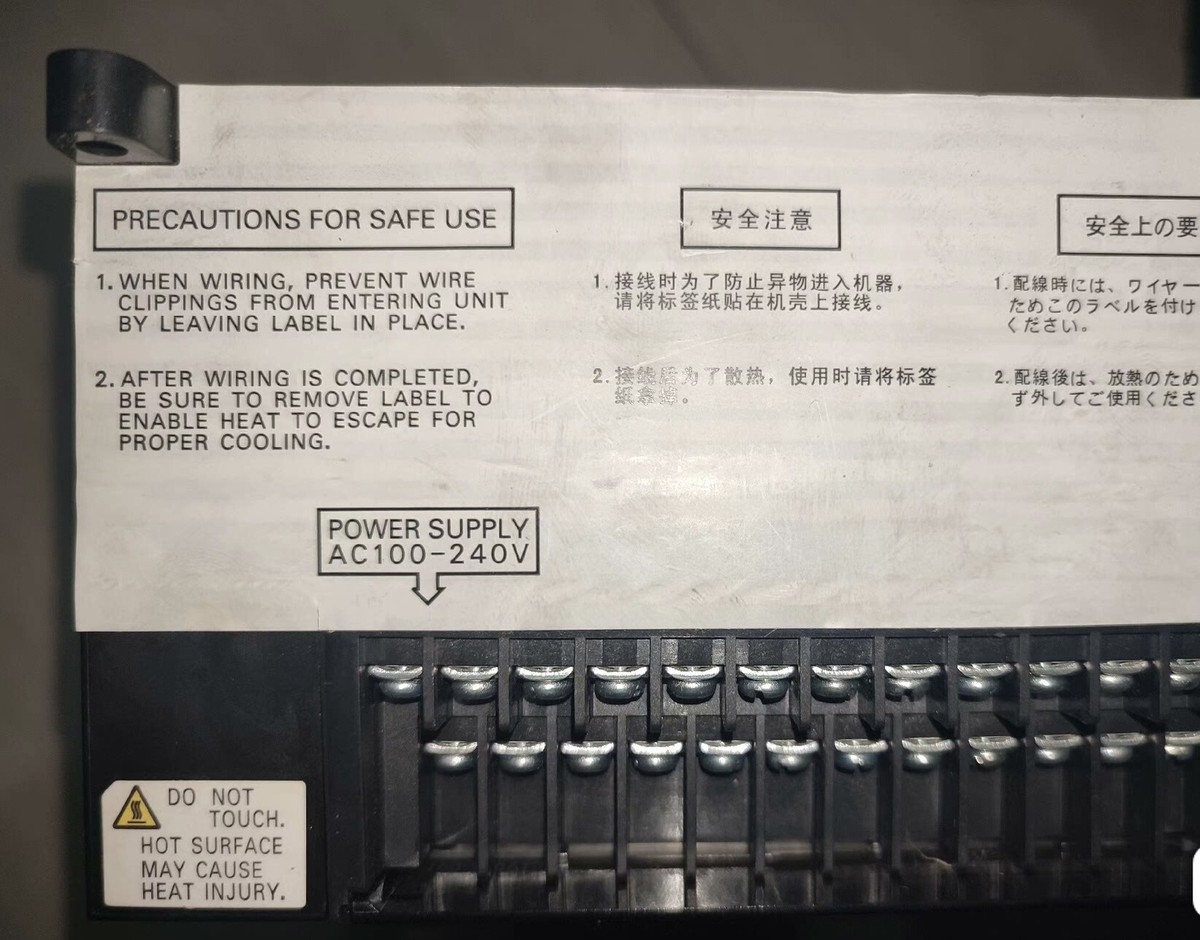 PRECAUTIONS FOR SAFE USE
1. WHEN WIRING, PREVENT WIRE
CLIPPINGS FROM ENTERING UNIT
BY LEAVING LABEL IN PLACE.
2. AFTER WIRING IS COMPLETED,
BE SURE TO REMOVE LABEL TO
ENABLE HEAT TO ESCAPE FOR
PROPER COOLING.
安全注意
1. 接线时为了防止异物进入机器，
请将标签纸贴在机壳上接线。
2. 接线后为了散热，使用时请将标签
纸拿掉。
安全上の要
1. 配線時には、ワイヤー
ためこのラベルを付け
ください。
2. 配線後は、放熱のため
ず外してご使用くださ
POWER SUPPLY
AC100-240V
DO NOT
TOUCH.
HOT SURFACE
MAY CAUSE
HEAT INJURY.